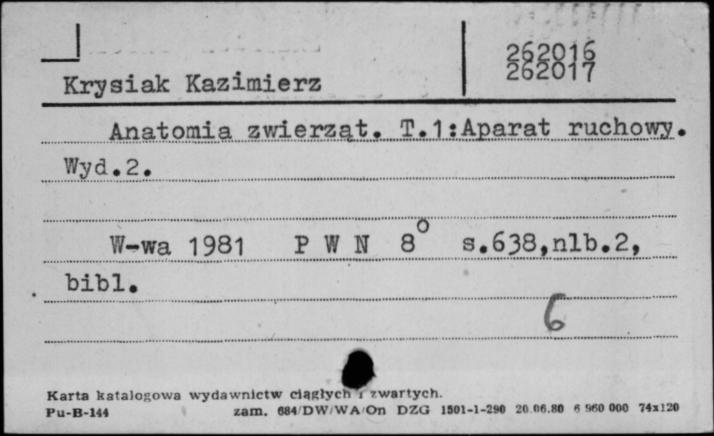 262016
262017
Krysiak Kazimierz
Anatomia zwierząt. T.1:Aparat ruchowy.
Wyd.2.
W-wa 1981 P W N 8° s.638,nlb.2,
bibl.
6
Karta katalogowa wydawnictw ciągłych i zwartych.
Pu-B-144 zam. 684/DW/WA/On DZG 1501-1-290 20.06.80 6 960 000 74x120